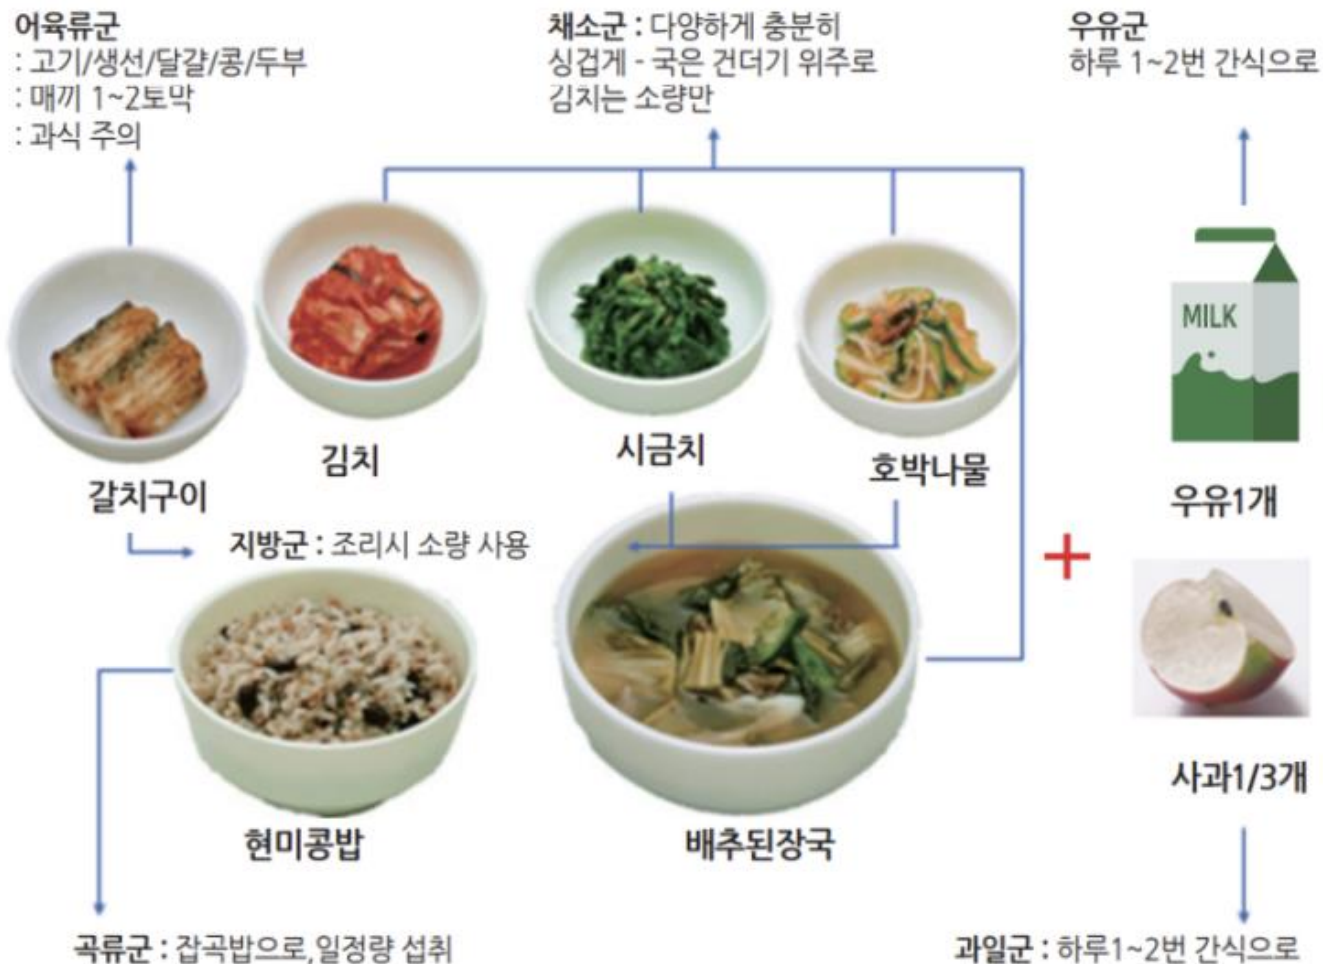 어육류군
: 고기/생선/달걀/콩/두부
: 매끼 1~2토막
: 과식 주의
채소군 : 다양하게 충분히
싱겁게 - 국은 건더기 위주로
김치는 소량만
우유군
하루 1~2번 간식으로
MILK
갈치구이
김치
시금치
호박나물
우유1개
지방군 : 조리시 소량 사용
현미콩밥
배추된장국
사과1/3개
곡류군 : 잡곡밥으로, 일정량 섭취
과일군 : 하루1~2번 간식으로